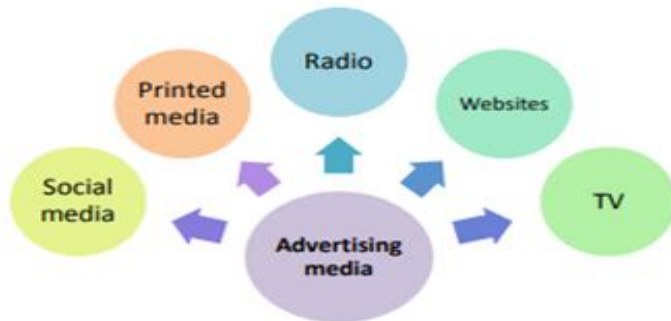 Radio
Printed
media
Websites
Social
media
TV
Advertising
media